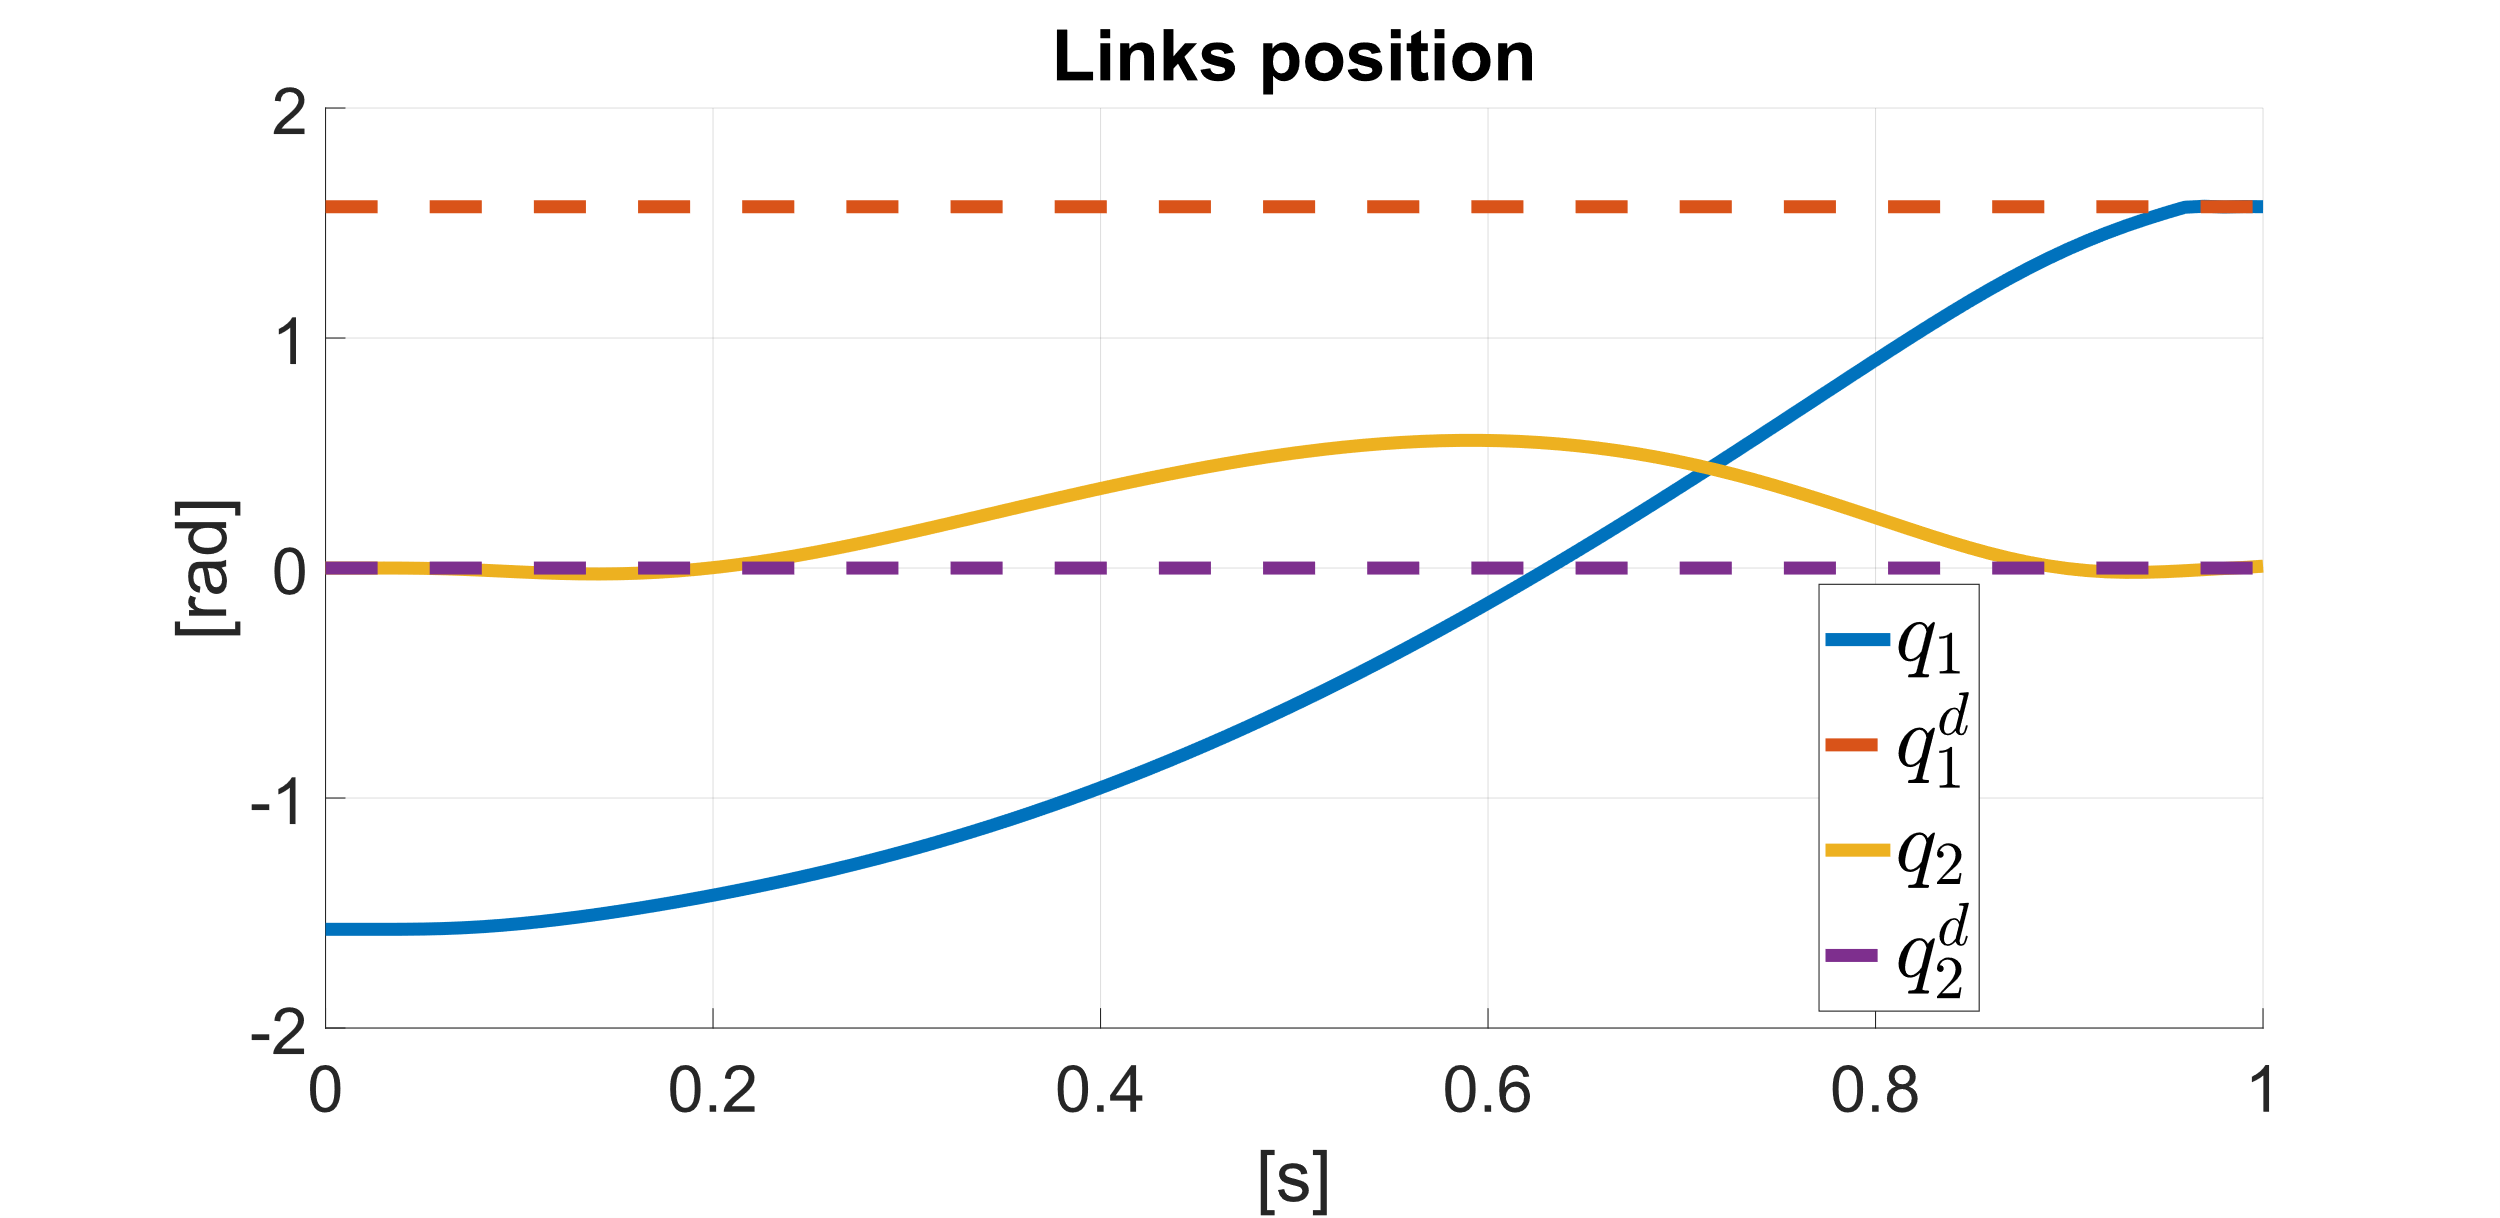 Links position
[rad]
2
1
0
-1
-2
0 0.2 0.4 0.6 0.8 1
[s]
q₁
q₁ᵈ
q₂
q₂ᵈ